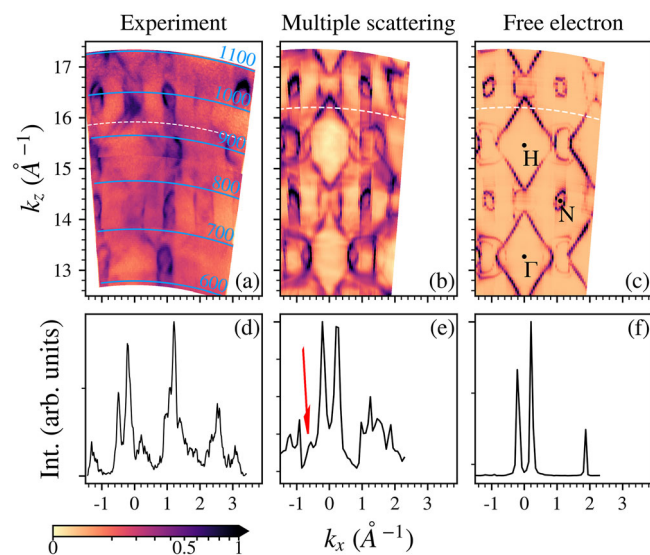 Experiment Multiple scattering Free electron
17 1100
1000
16
900
H
15 800
k_z (Å⁻¹)
N
14 700
13 600 (a) (b) (c) Γ
(d) (e) (f)
Int. (arb. units)
-1 0 1 2 3 -1 0 1 2 3 -1 0 1 2 3
k_x (Å⁻¹)
0 0.5 1